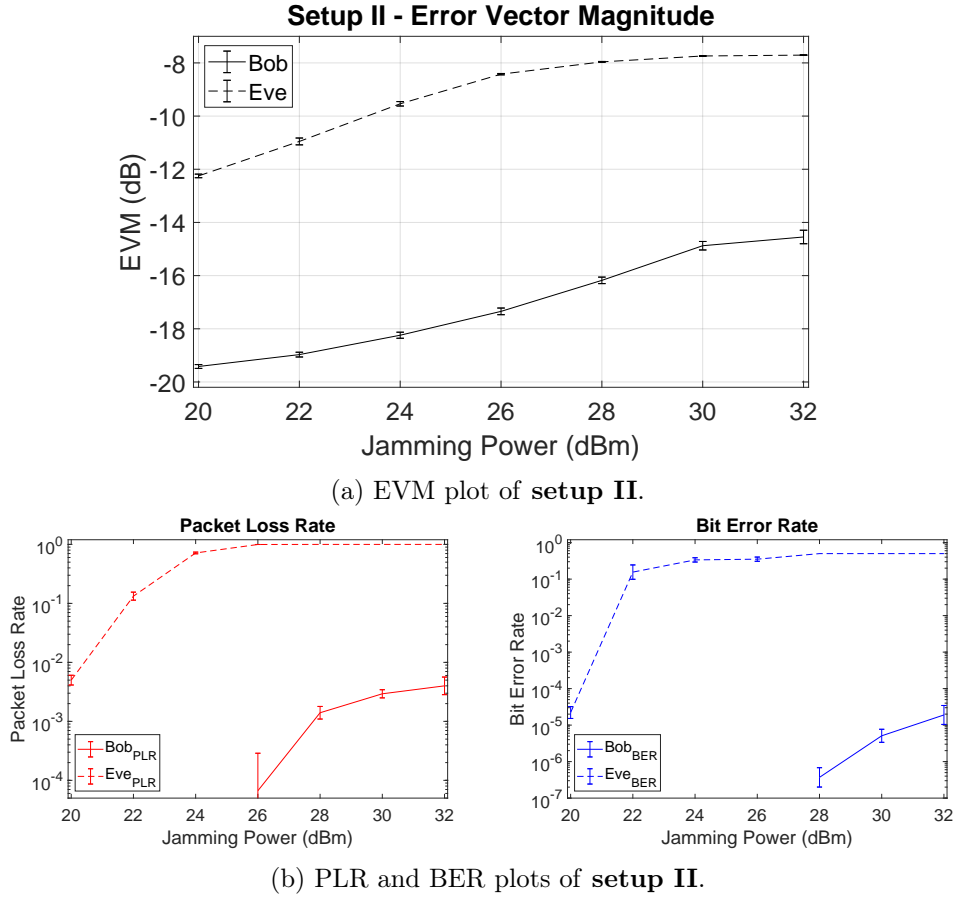 Setup II - Error Vector Magnitude
Bob
Eve
EVM (dB)
-8
-10
-12
-14
-16
-18
-20
20 22 24 26 28 30 32
Jamming Power (dBm)
(a) EVM plot of setup II.
Packet Loss Rate
Packet Loss Rate
10^0
10^-1
10^-2
10^-3
10^-4
Bob_PLR
Eve_PLR
20 22 24 26 28 30 32
Jamming Power (dBm)
Bit Error Rate
Bit Error Rate
10^0
10^-1
10^-2
10^-3
10^-4
10^-5
10^-6
10^-7
Bob_BER
Eve_BER
20 22 24 26 28 30 32
Jamming Power (dBm)
(b) PLR and BER plots of setup II.